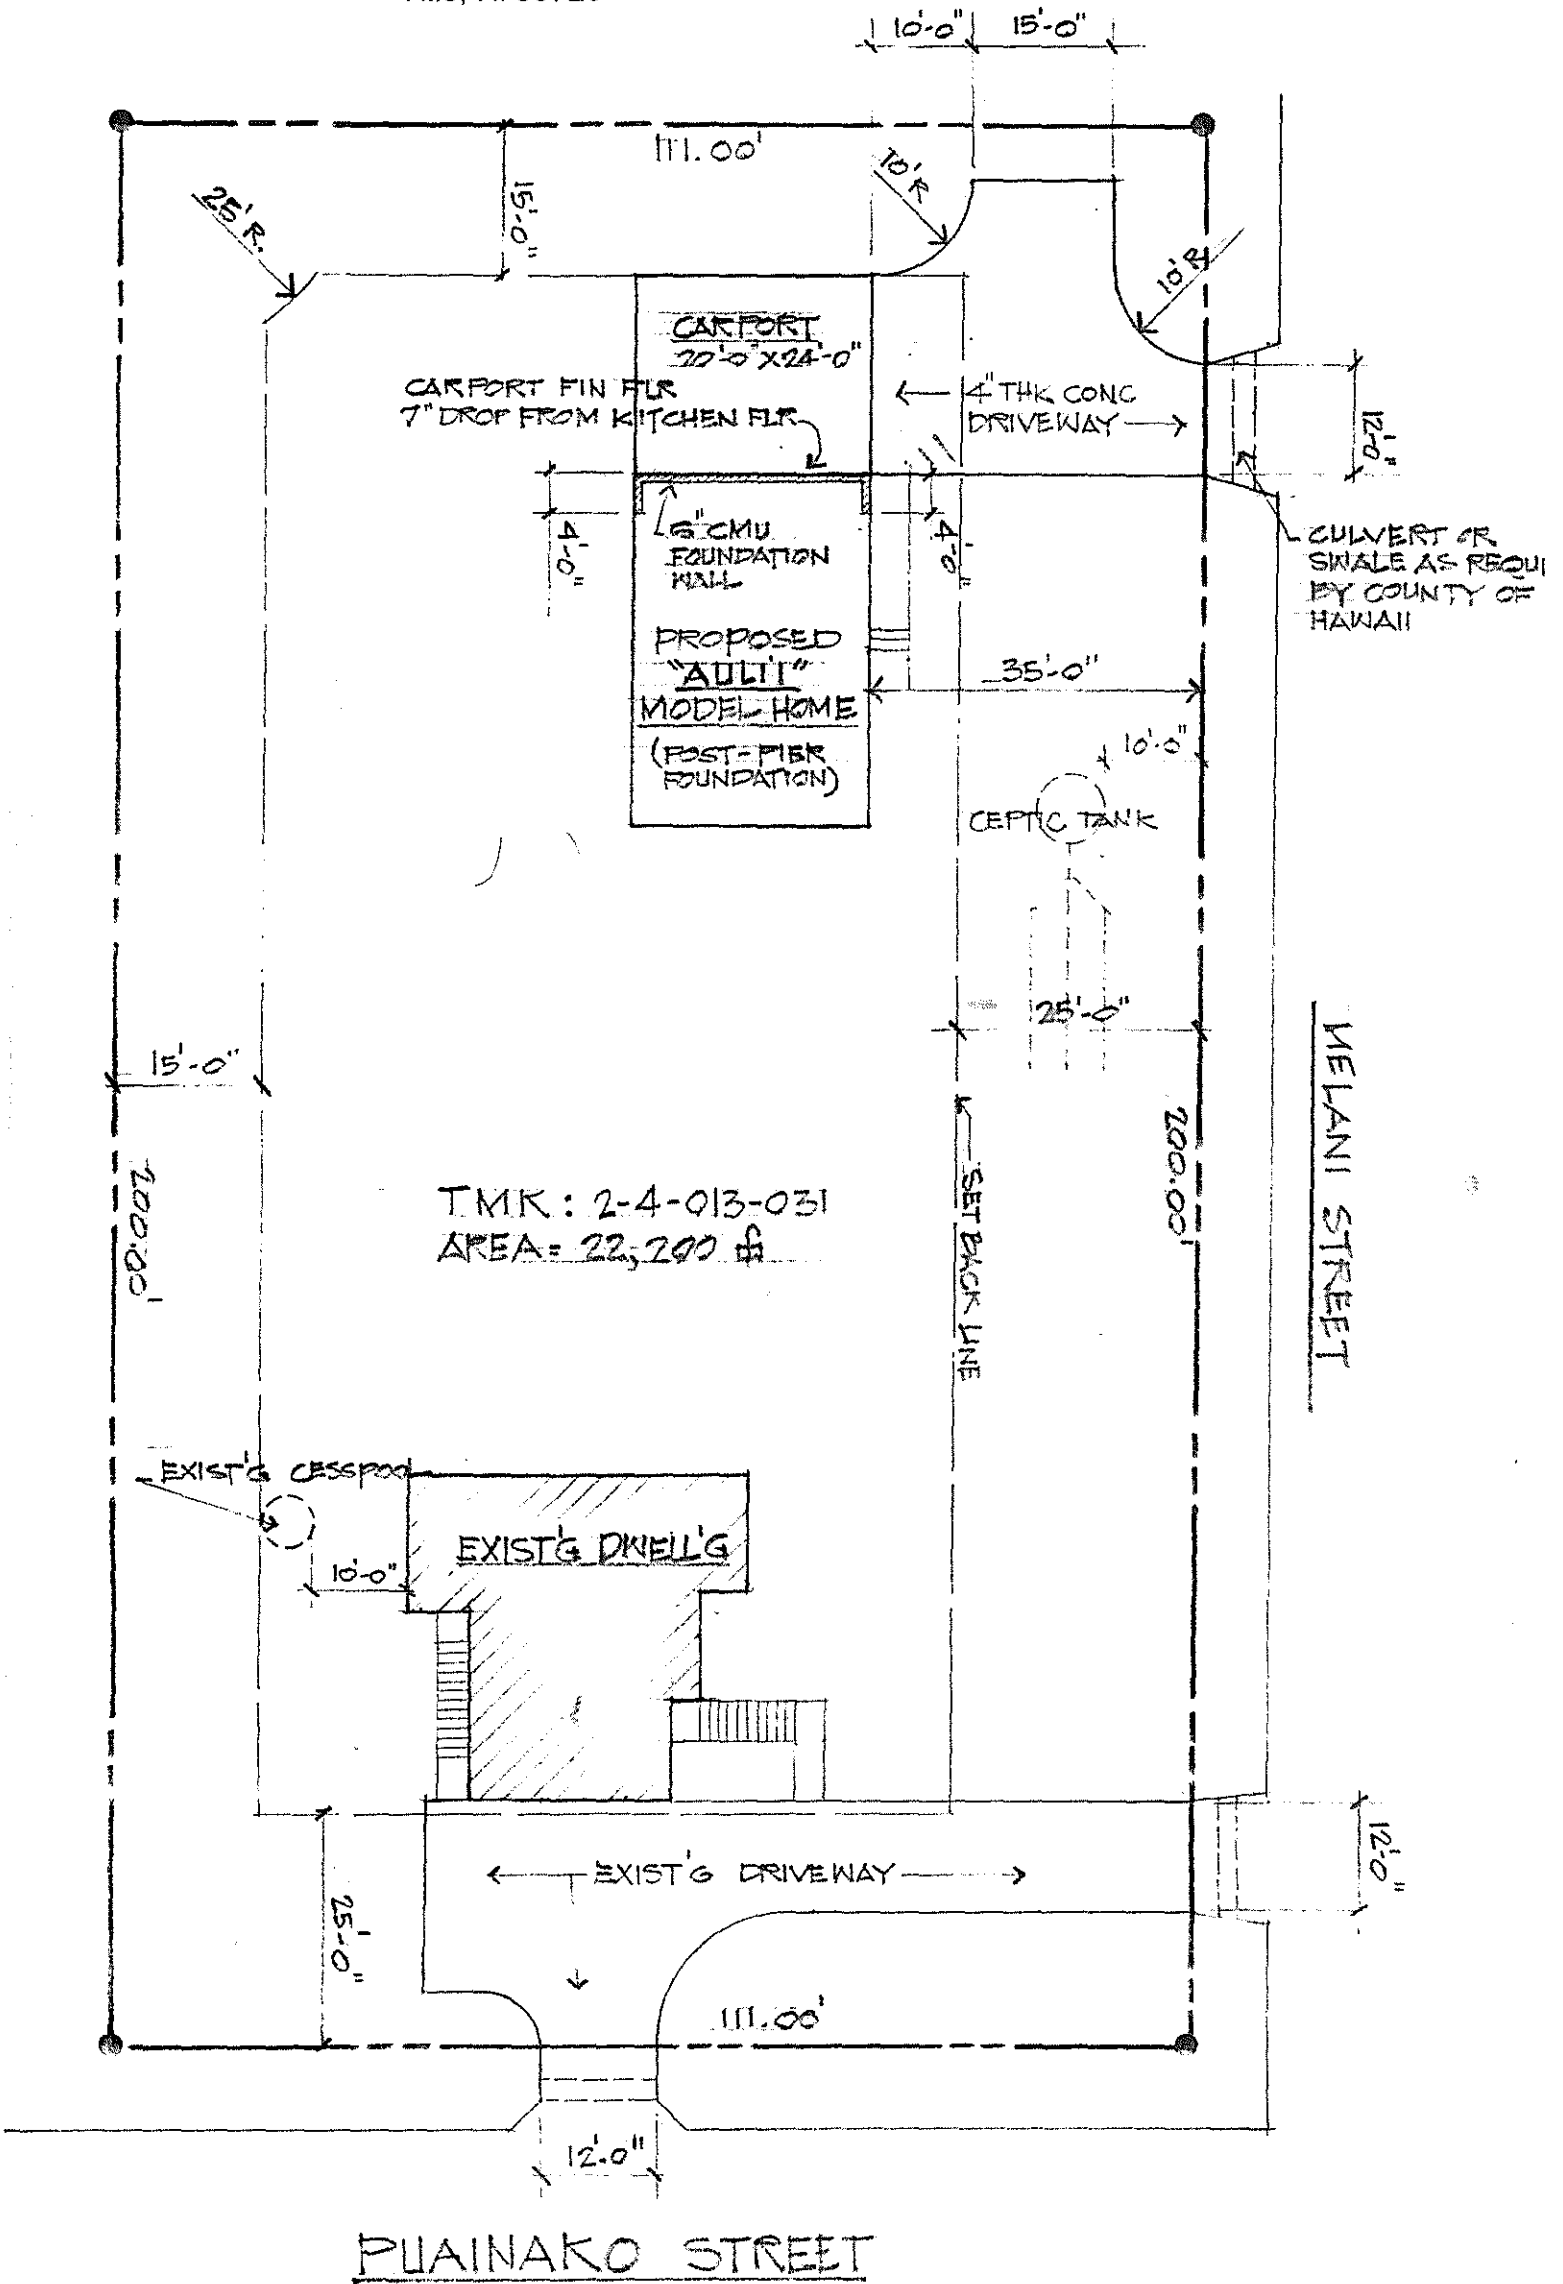 10'-0" 15'-0"
111.00'
10' R
25' R.
15'-0"
10' R
CARPORT
20'-0" X 24'-0"
CARPORT FIN FLR
7" DROP FROM KITCHEN FLR
4" THK CONC
DRIVEWAY
12'-0"
4'-0"
6" CMU
FOUNDATION
WALL
4'-0"
CULVERT OR
SWALE AS REQUI
BY COUNTY OF
HAWAII
PROPOSED
"AULI'I"
MODEL HOME
(POST-PIER
FOUNDATION)
35'-0"
10'-0"
CEPTIC TANK
25'-0"
15'-0"
MELANI STREET
200.00'
200.00'
SET BACK LINE
TMK: 2-4-013-031
AREA = 22,200
EXIST'G CESSPOOL
EXIST'G DWELL'G
10'-0"
EXIST'G DRIVEWAY
12'-0"
25'-0"
111.00'
12'-0"
PUAINAKO STREET